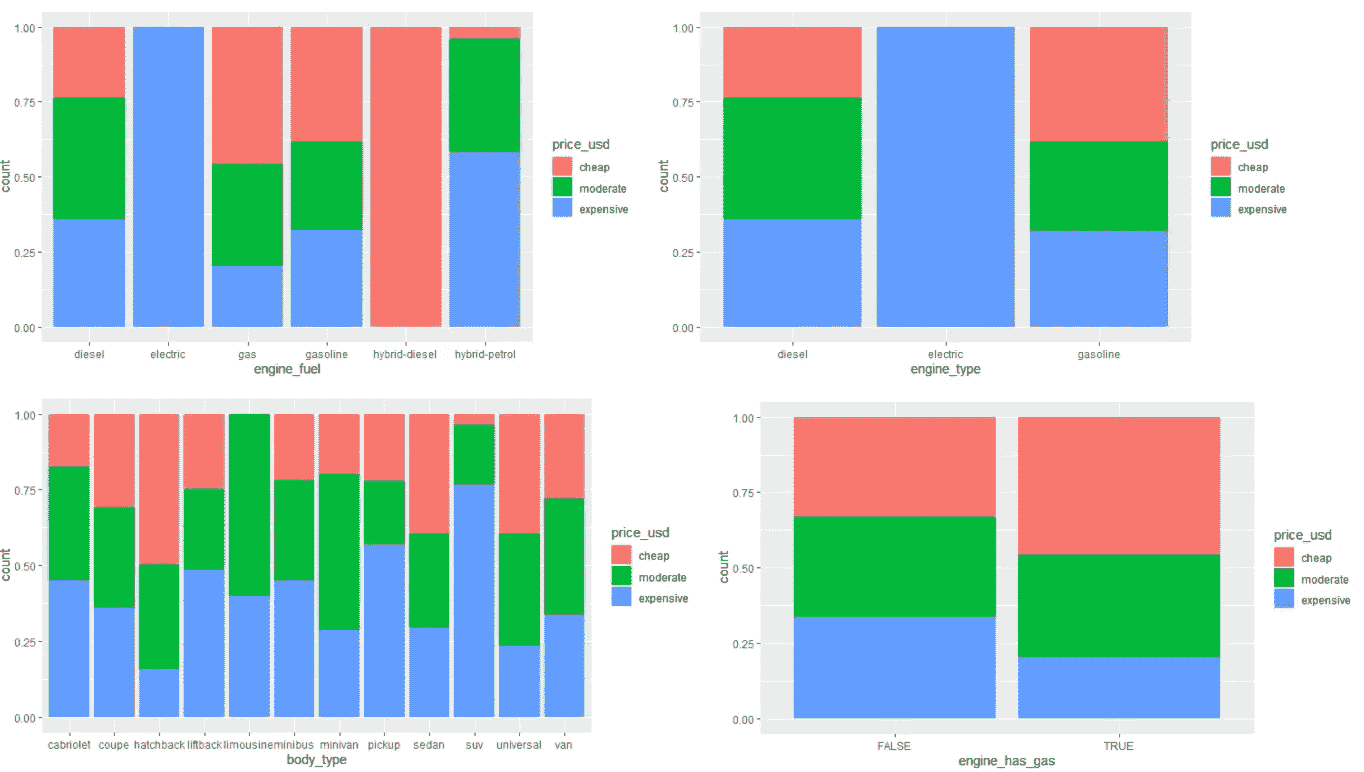 1.00
0.75
0.50
0.25
0.00
count
diesel electric gas gasoline hybrid-diesel hybrid-petrol
engine_fuel
price_usd
cheap
moderate
expensive
1.00
0.75
0.50
0.25
0.00
count
diesel electric gasoline
engine_type
price_usd
cheap
moderate
expensive
1.00
0.75
0.50
0.25
0.00
count
cabriolet coupe hatchback liftback limousine minibus minivan pickup sedan suv universal van
body_type
price_usd
cheap
moderate
expensive
1.00
0.75
0.50
0.25
0.00
count
FALSE TRUE
engine_has_gas
price_usd
cheap
moderate
expensive